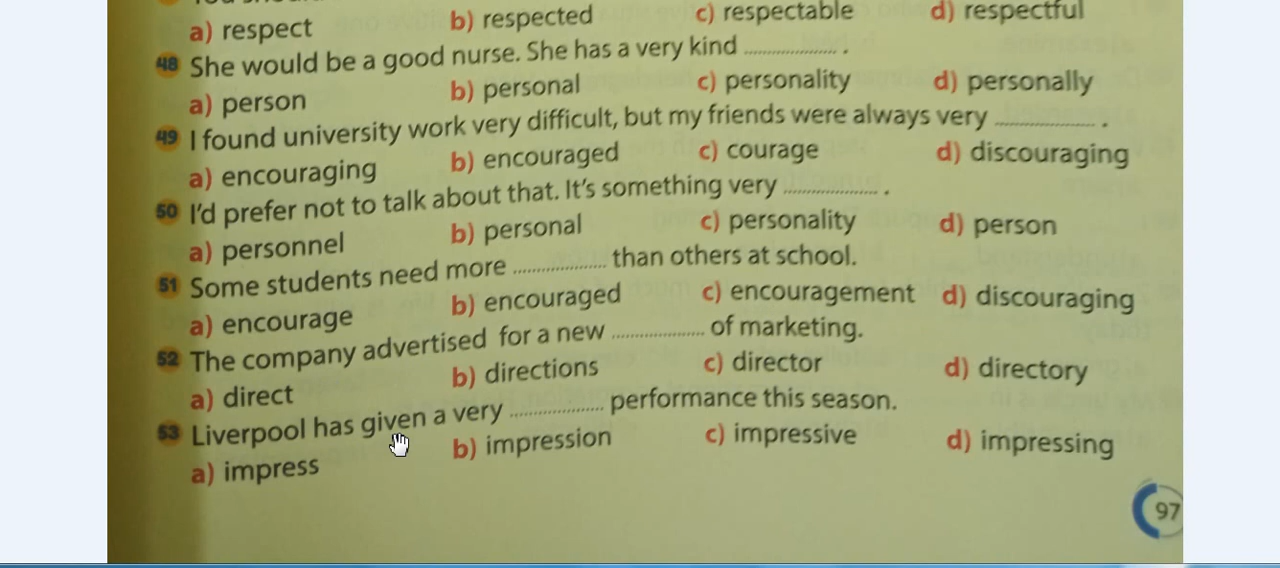 a) respect b) respected c) respectable d) respectful
48 She would be a good nurse. She has a very kind .................... .
a) person b) personal c) personality d) personally
49 I found university work very difficult, but my friends were always very .................... .
a) encouraging b) encouraged c) courage d) discouraging
50 I'd prefer not to talk about that. It's something very .................... .
a) personnel b) personal c) personality d) person
51 Some students need more .................... than others at school.
a) encourage b) encouraged c) encouragement d) discouraging
52 The company advertised for a new .................... of marketing.
a) direct b) directions c) director d) directory
53 Liverpool has given a very .................... performance this season.
a) impress b) impression c) impressive d) impressing
97